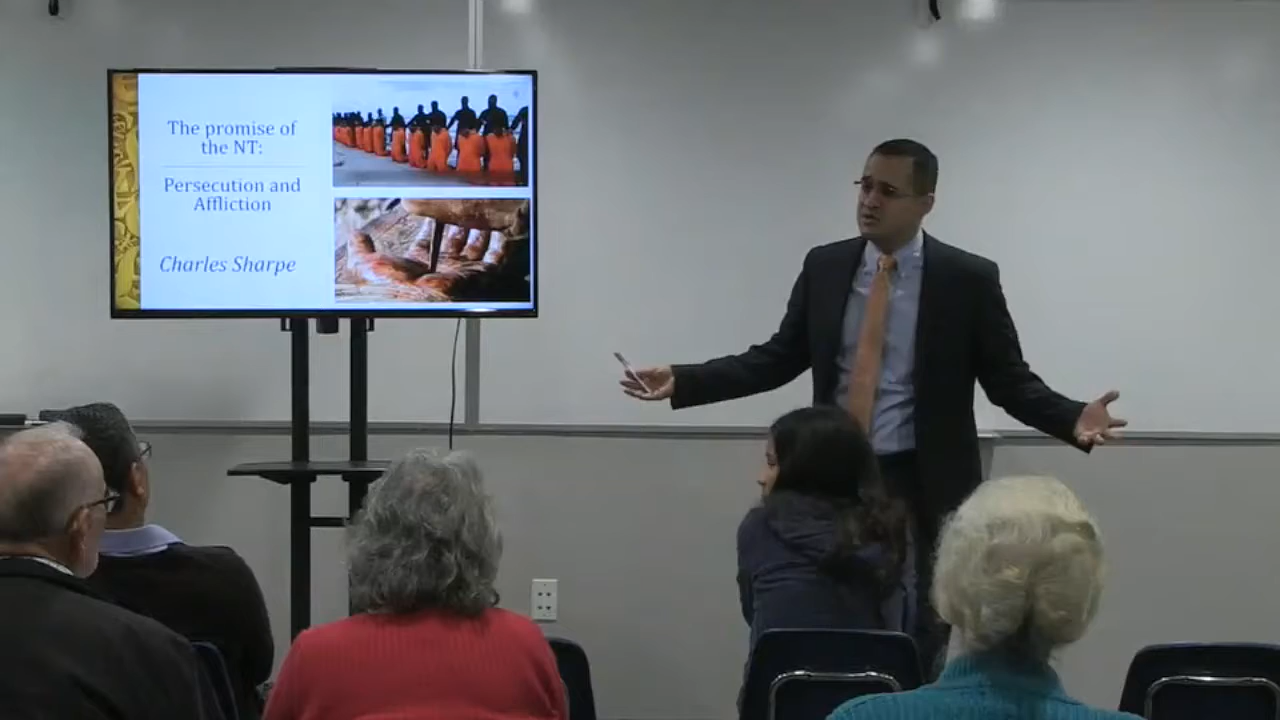 The promise of
the NT:
Persecution and
Affliction
Charles Sharpe